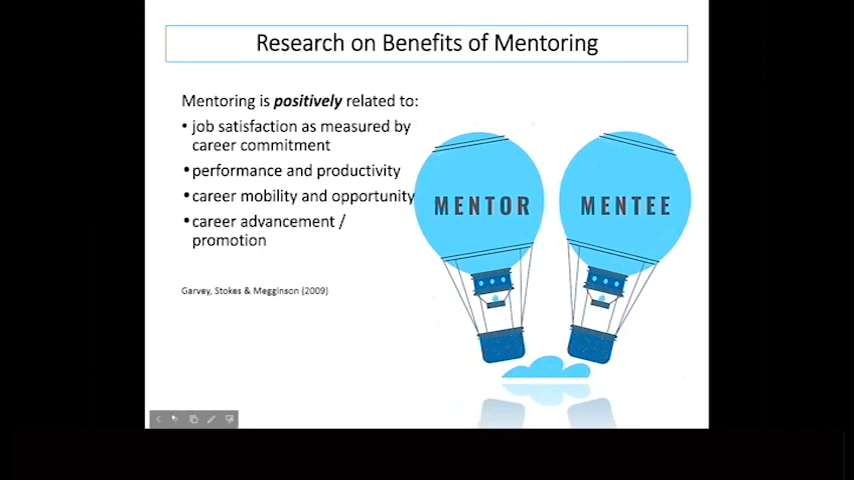 Research on Benefits of Mentoring
Mentoring is positively related to:
• job satisfaction as measured by
career commitment
• performance and productivity
• career mobility and opportunity
• career advancement /
promotion
Garvey, Stokes & Megginson (2009)
MENTOR
MENTEE